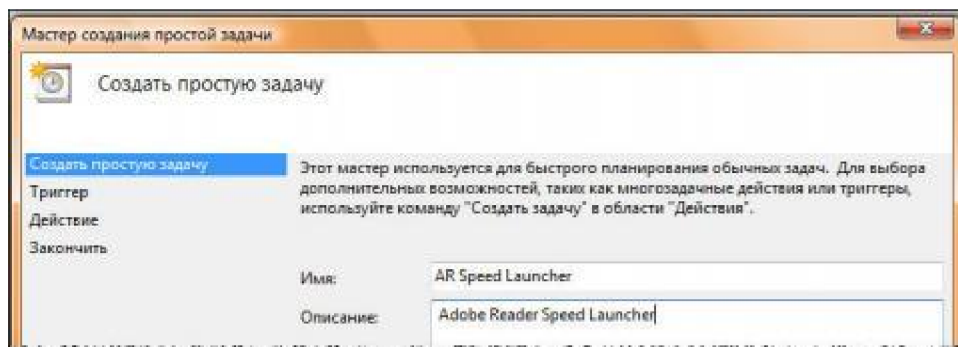 Мастер создания простой задачи
Создать простую задачу
Создать простую задачу
Триггер
Действие
Закончить
Этот мастер используется для быстрого планирования обычных задач. Для выбора
дополнительных возможностей, таких как многозадачные действия или триггеры,
используйте команду "Создать задачу" в области "Действия".
Имя:
AR Speed Launcher
Описание:
Adobe Reader Speed Launcher